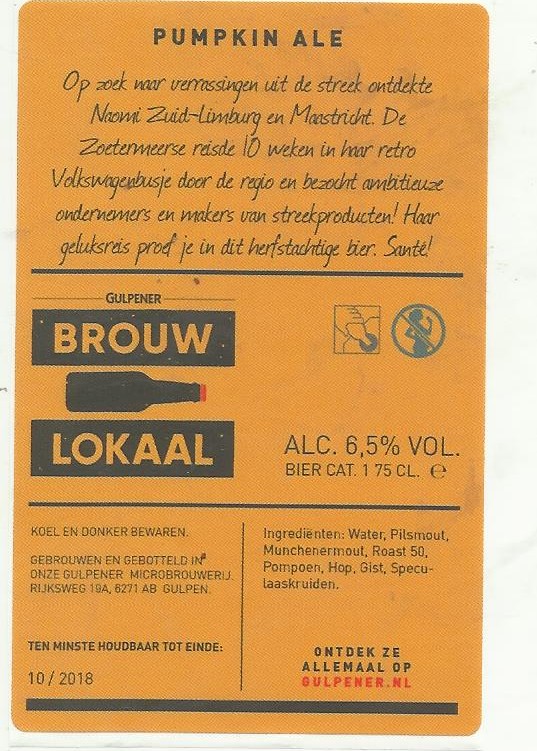 PUMPKIN ALE
Op zoek naar verrassingen uit de streek ontdekte
Naomi Zuid-Limburg en Maastricht. De
Zoetermeerse reisde 10 weken in haar retro
Volkswagenbusje door de regio en bezocht ambitieuze
ondernemers en makers van streekproducten! Haar
geluksreis proef je in dit herfstachtige bier. Santé!
GULPENER
BROUW
LOKAAL
ALC. 6,5% VOL.
BIER CAT. 1 75 CL. ℮
KOEL EN DONKER BEWAREN.
GEBROUWEN EN GEBOTTELD IN
ONZE GULPENER MICROBROUWERIJ.
RIJKSWEG 19A, 6271 AB GULPEN.
TEN MINSTE HOUDBAAR TOT EINDE:
10 / 2018
Ingrediënten: Water, Pilsmout,
Munchenermout, Roast 50,
Pompoen, Hop, Gist, Specu-
laaskruiden.
ONTDEK ZE
ALLEMAAL OP
GULPENER.NL